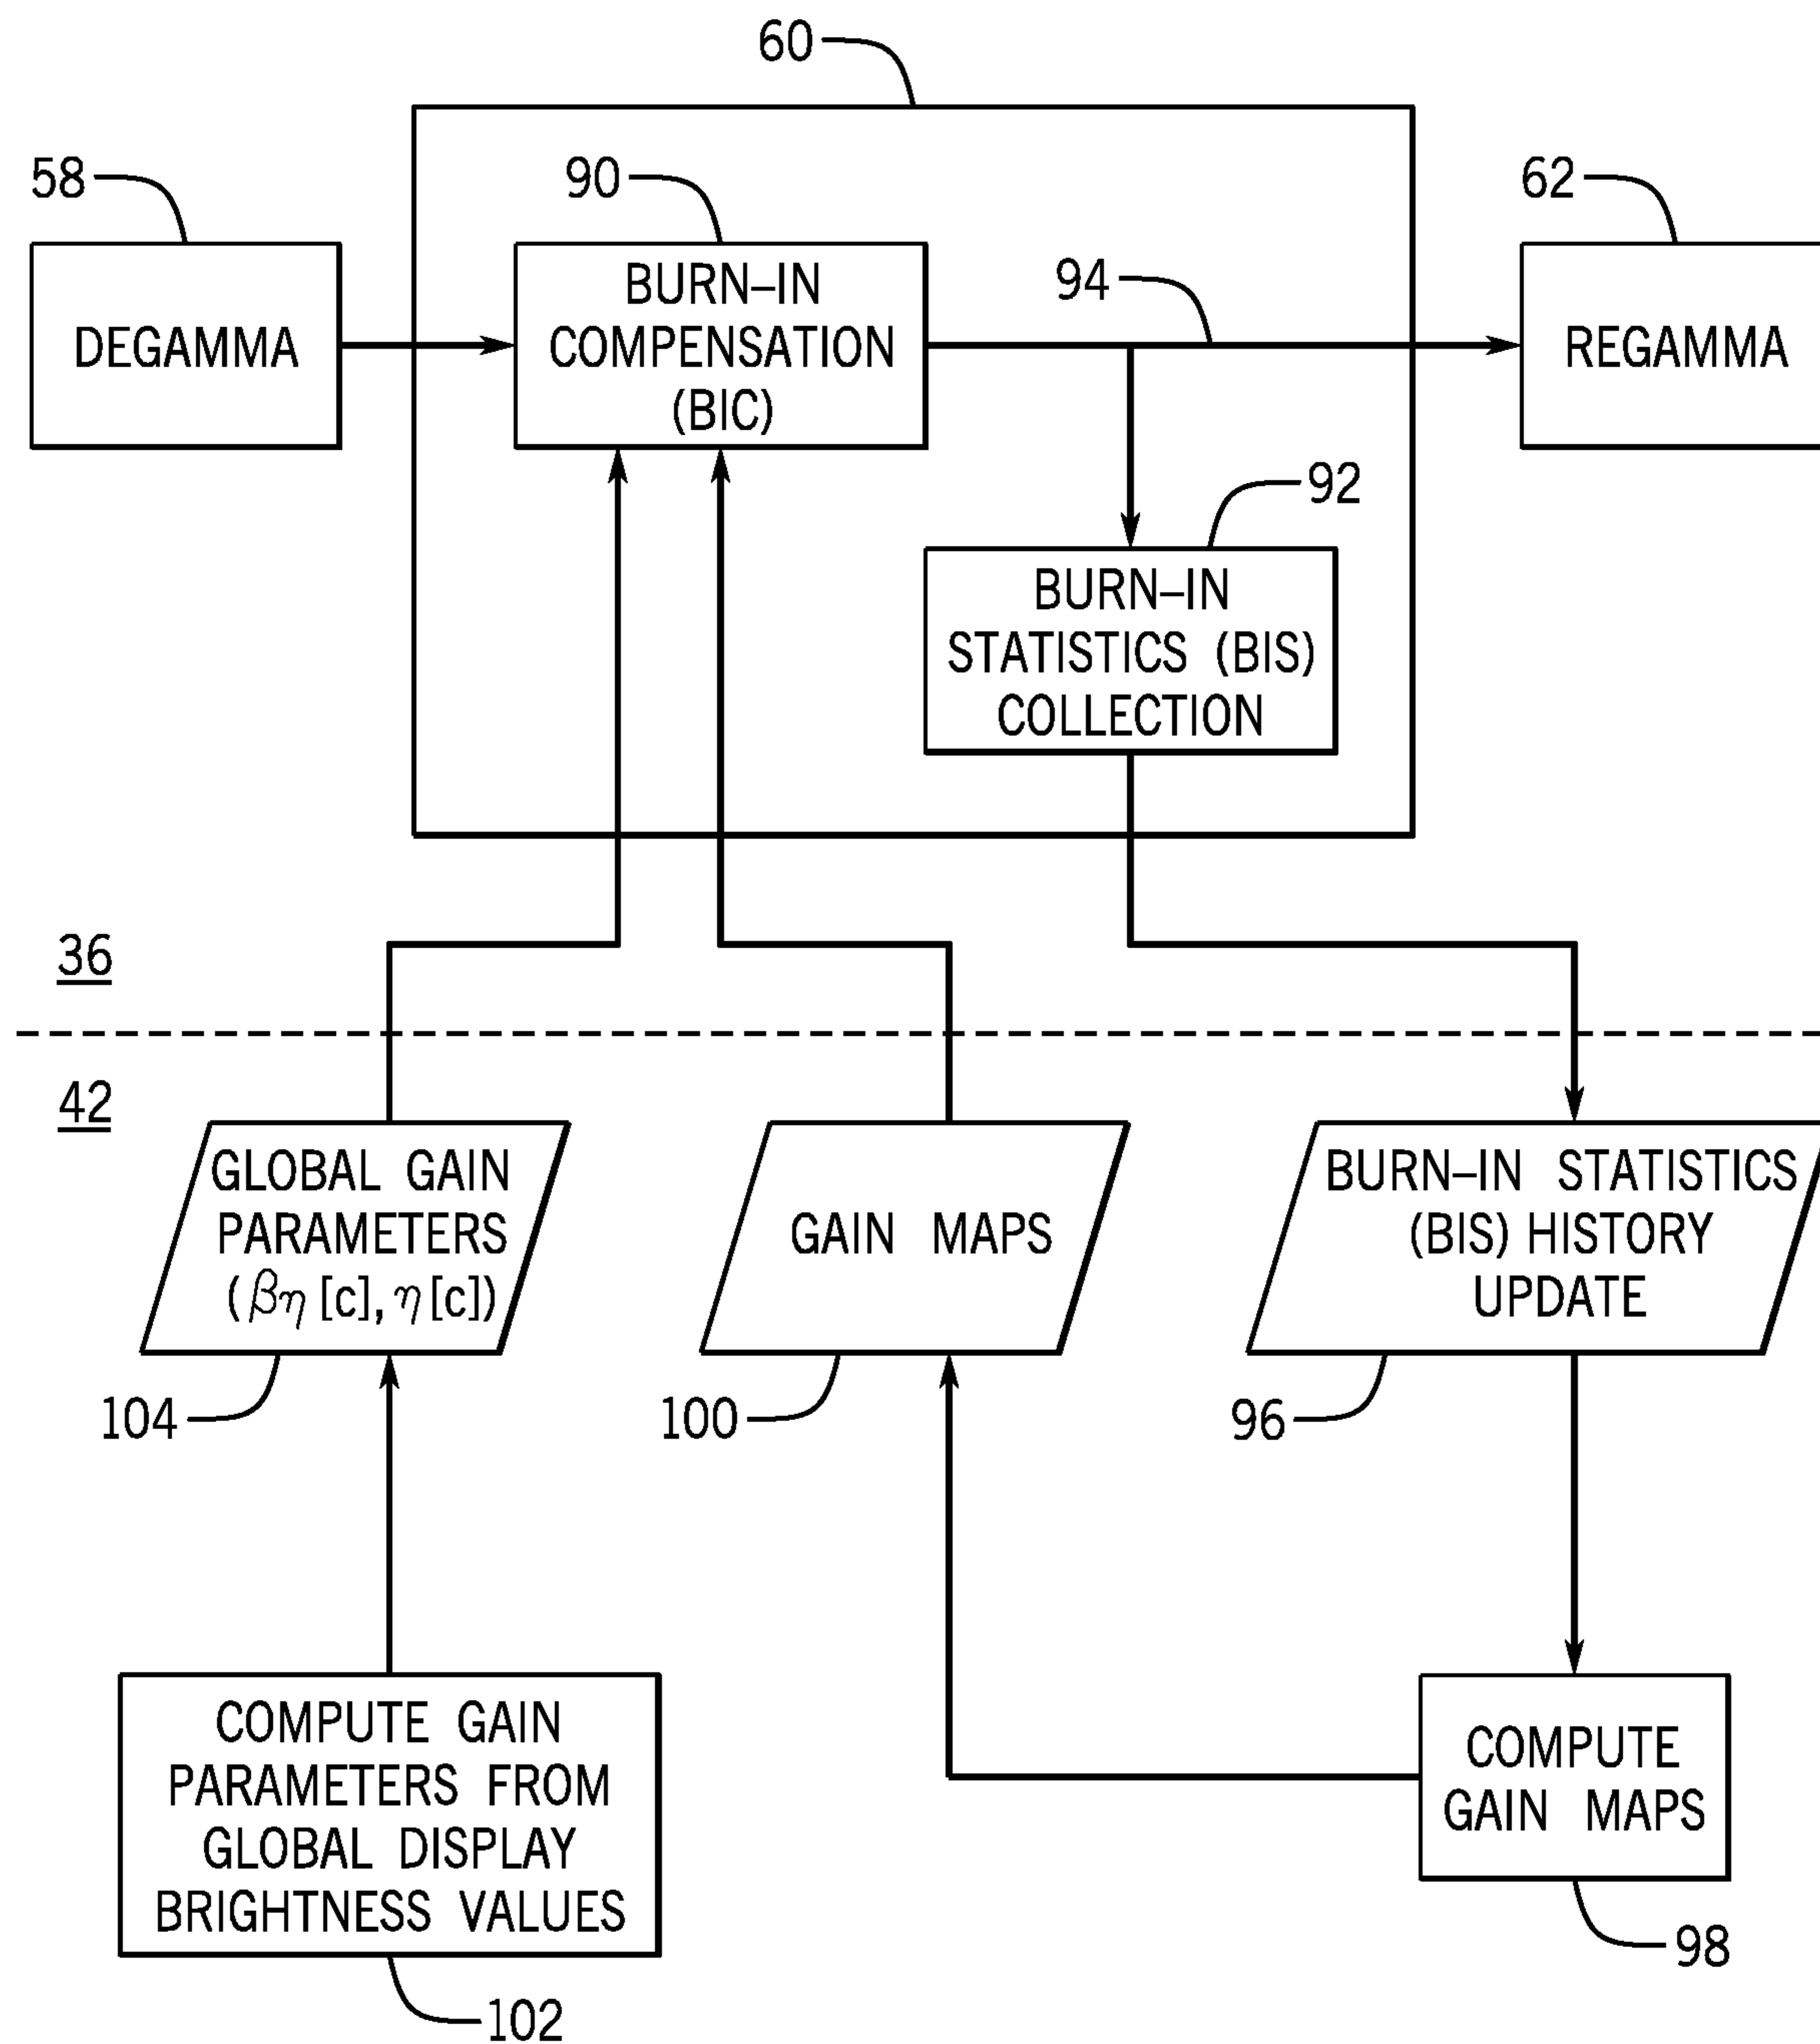 60
58
90
62
DEGAMMA
BURN–IN
COMPENSATION
(BIC)
94
REGAMMA
92
BURN–IN
STATISTICS (BIS)
COLLECTION
36
42
GLOBAL GAIN
PARAMETERS
(βη [c], η [c])
GAIN MAPS
BURN–IN STATISTICS
(BIS) HISTORY
UPDATE
104
100
96
COMPUTE GAIN
PARAMETERS FROM
GLOBAL DISPLAY
BRIGHTNESS VALUES
COMPUTE
GAIN MAPS
98
102